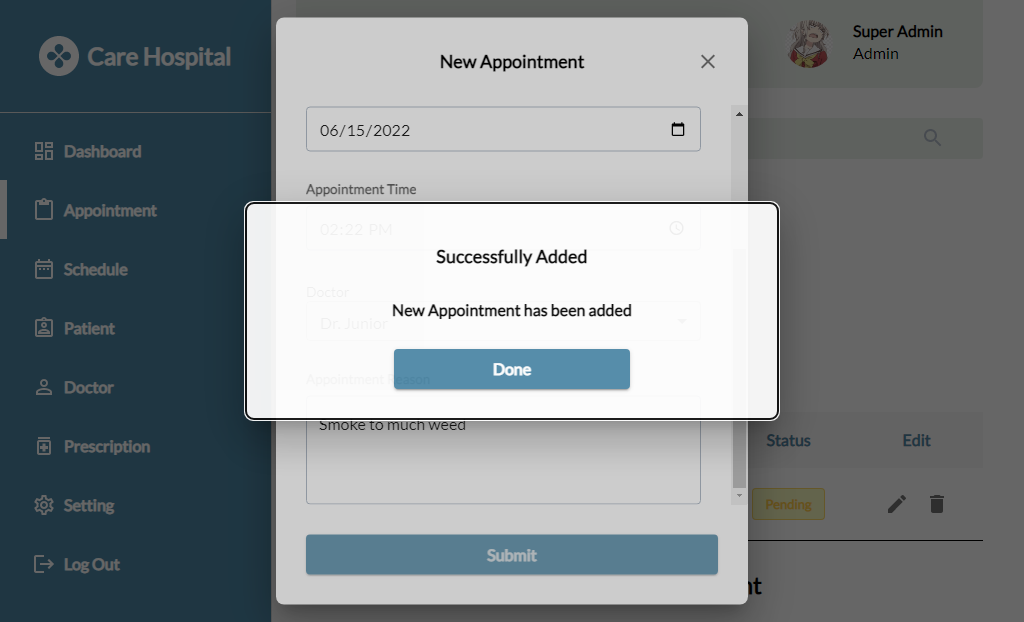 Care Hospital
Dashboard
Appointment
Schedule
Patient
Doctor
Prescription
Setting
Log Out
Super Admin
Admin
New Appointment
06/15/2022
Appointment Time
02:22 PM
Successfully Added
Doctor
New Appointment has been added
Dr. Junior
Done
Appointment Reason
Smoke to much weed
Submit
Status Edit
Pending